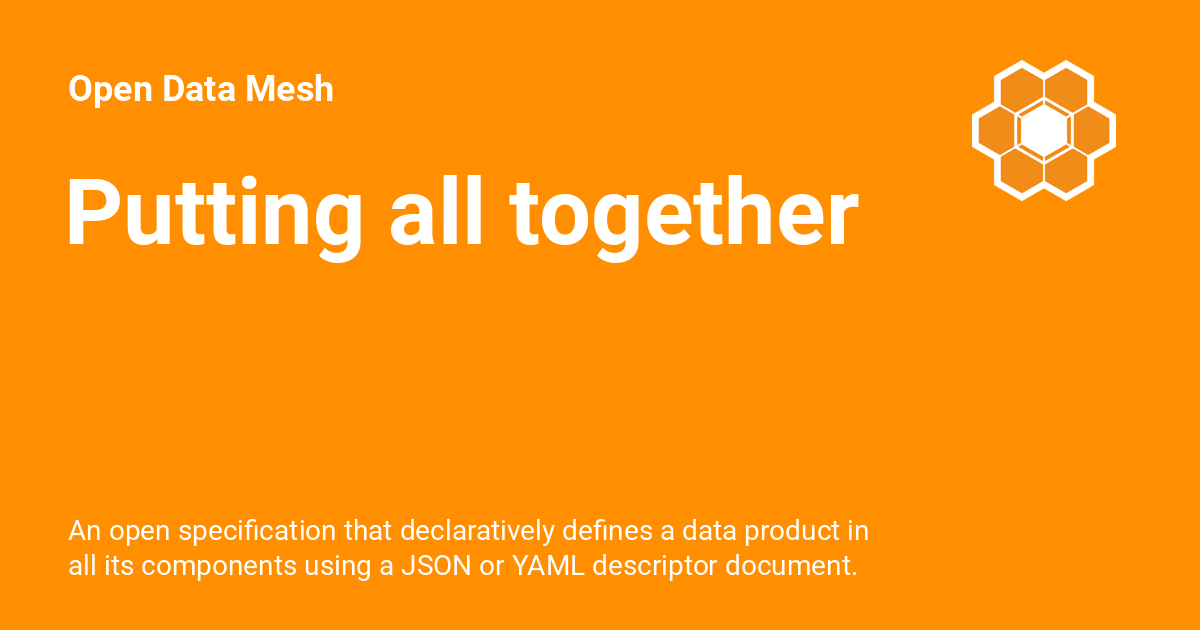 Open Data Mesh
Putting all together
An open specification that declaratively defines a data product in
all its components using a JSON or YAML descriptor document.